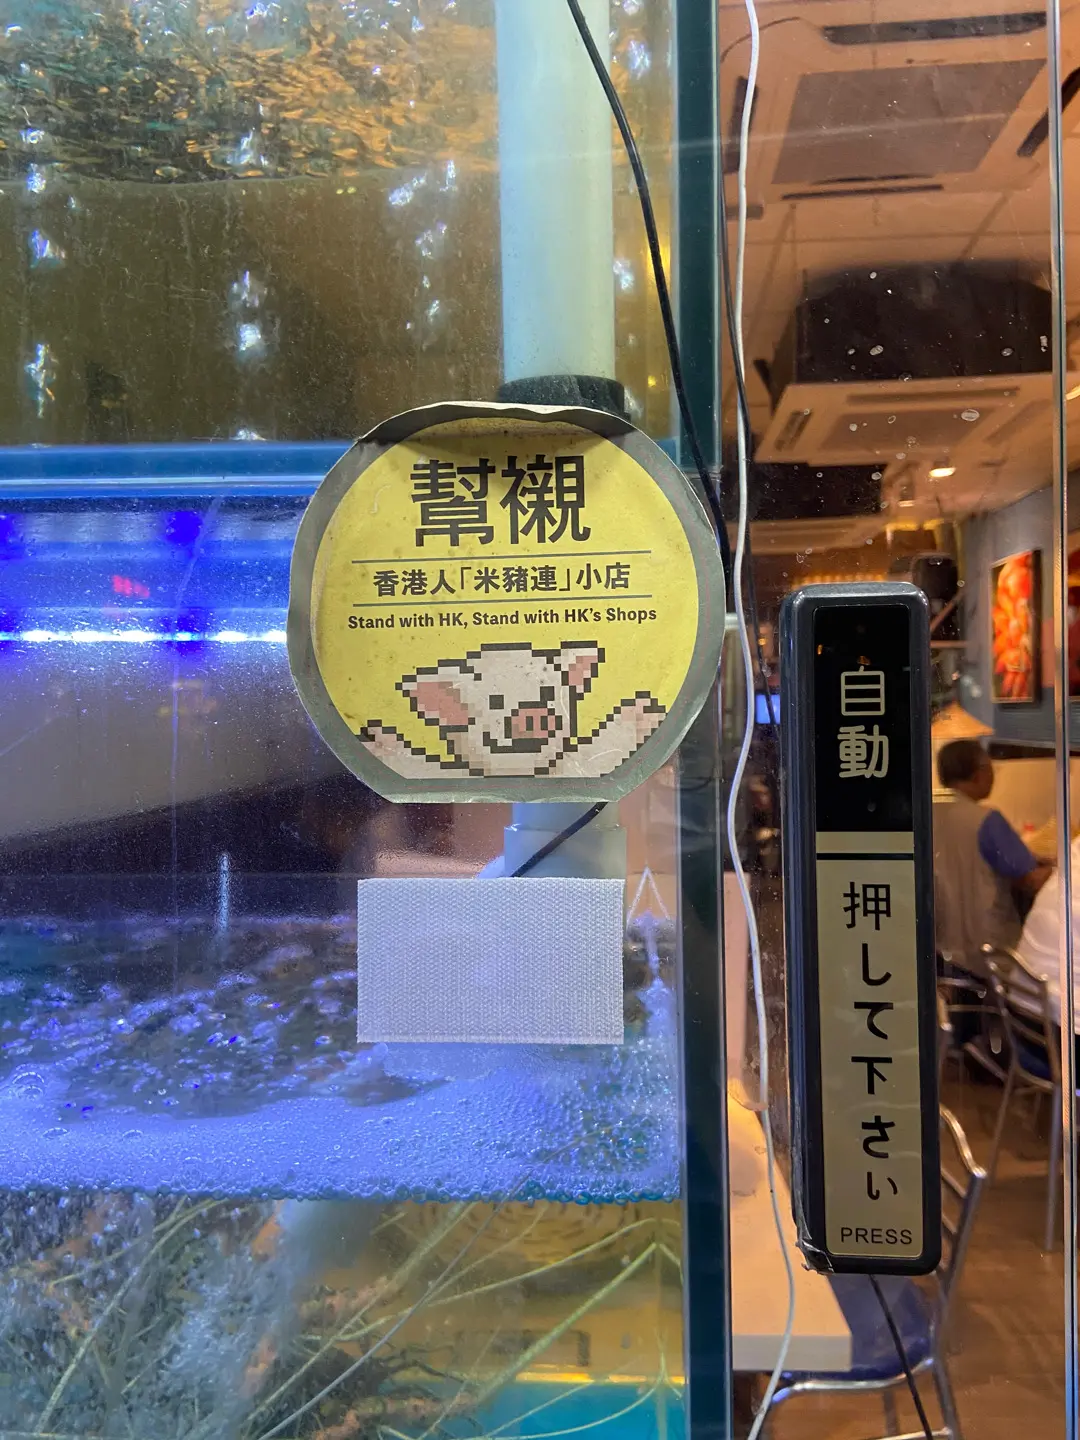 幫襯
香港人「米豬連」小店
Stand with HK, Stand with HK's Shops
自動
押して下さい
PRESS